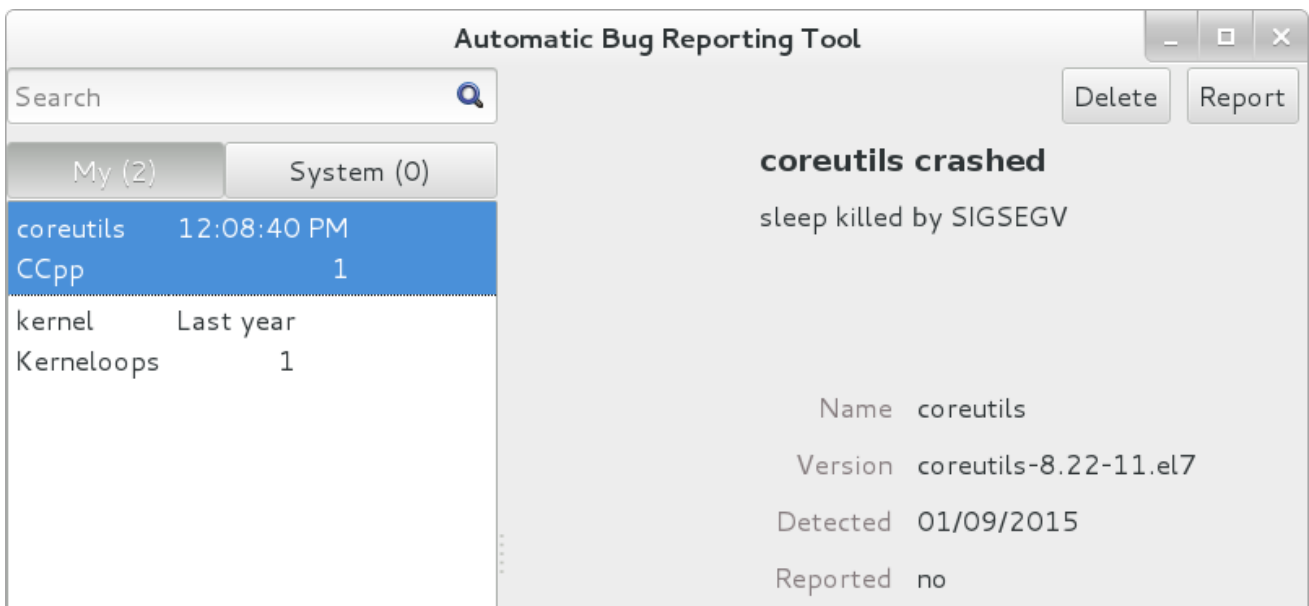 Automatic Bug Reporting Tool
Search
Delete Report
My (2) System (0)
coreutils 12:08:40 PM
CCpp 1
kernel Last year
Kerneloops 1
coreutils crashed
sleep killed by SIGSEGV
Name coreutils
Version coreutils-8.22-11.el7
Detected 01/09/2015
Reported no